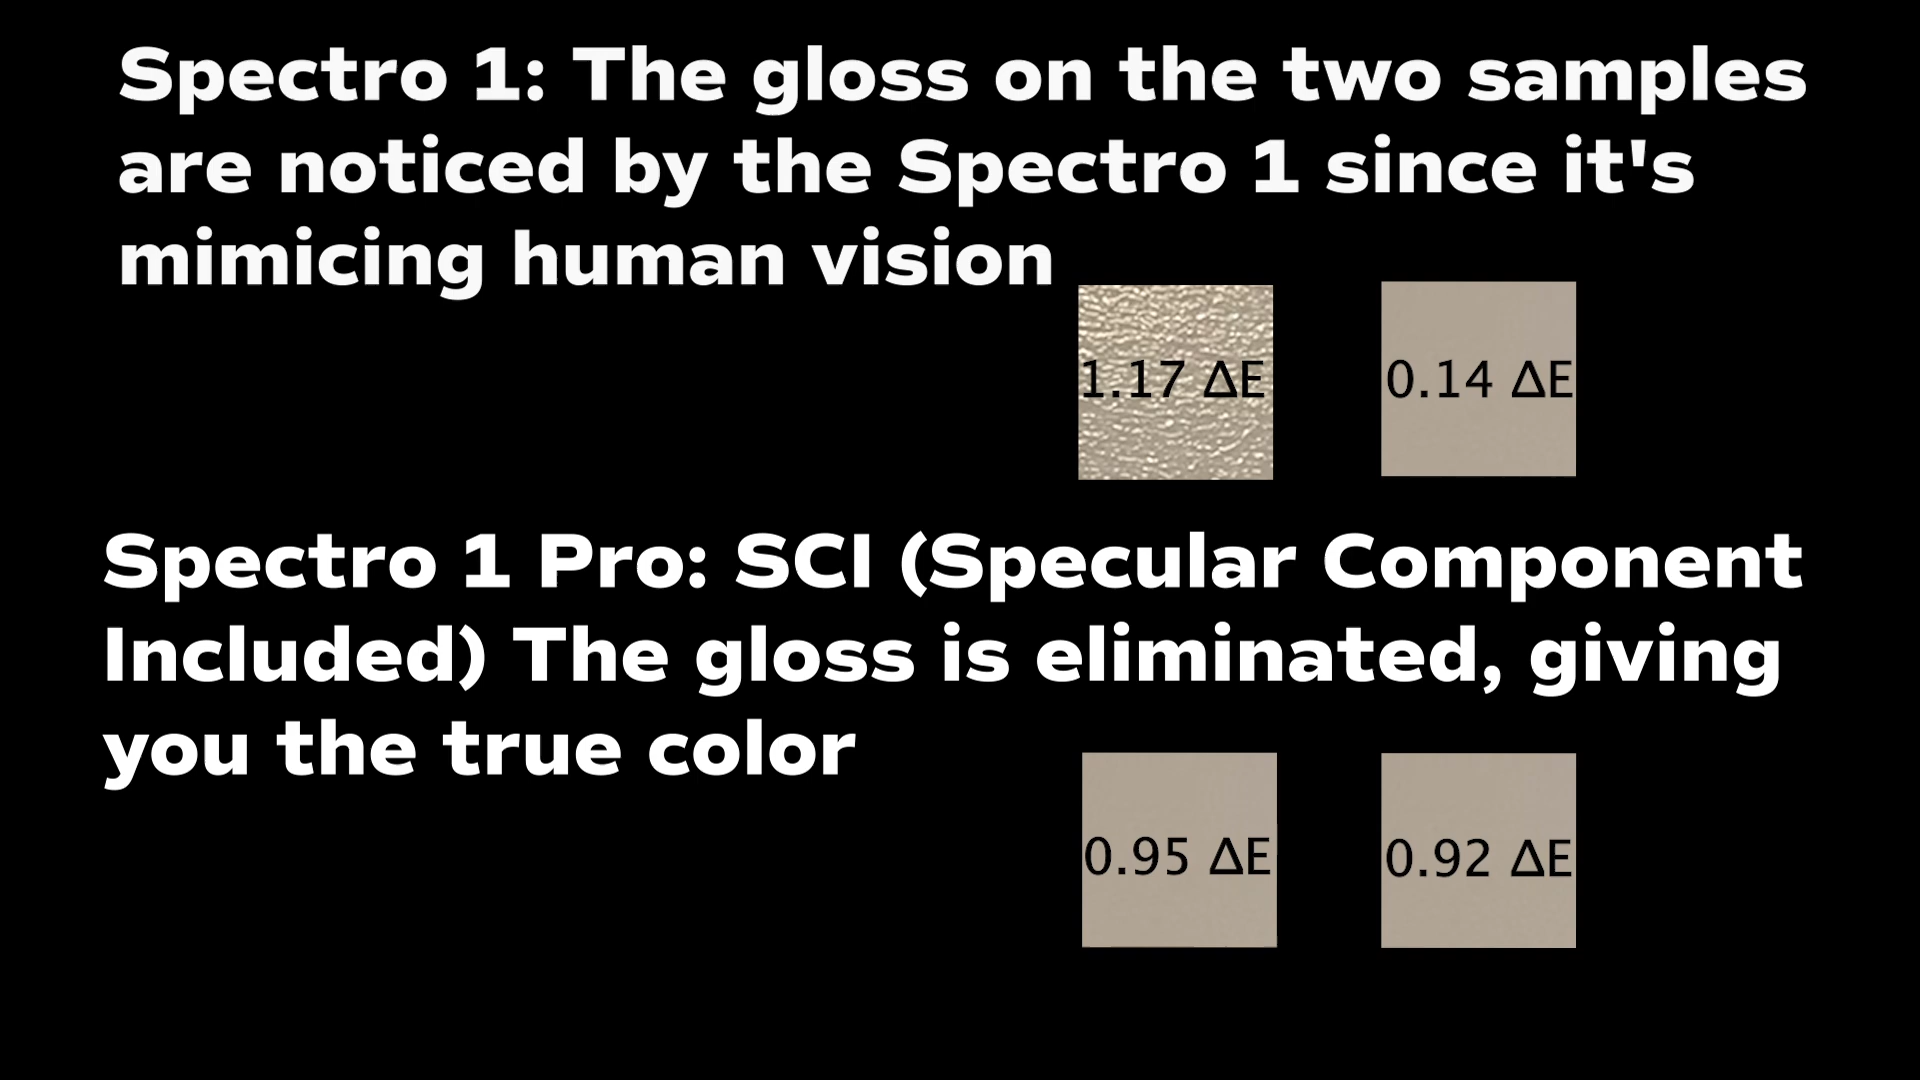 Spectro 1: The gloss on the two samples
are noticed by the Spectro 1 since it's
mimicing human vision
1.17 ΔE
0.14 ΔE
Spectro 1 Pro: SCI (Specular Component
Included) The gloss is eliminated, giving
you the true color
0.95 ΔE
0.92 ΔE